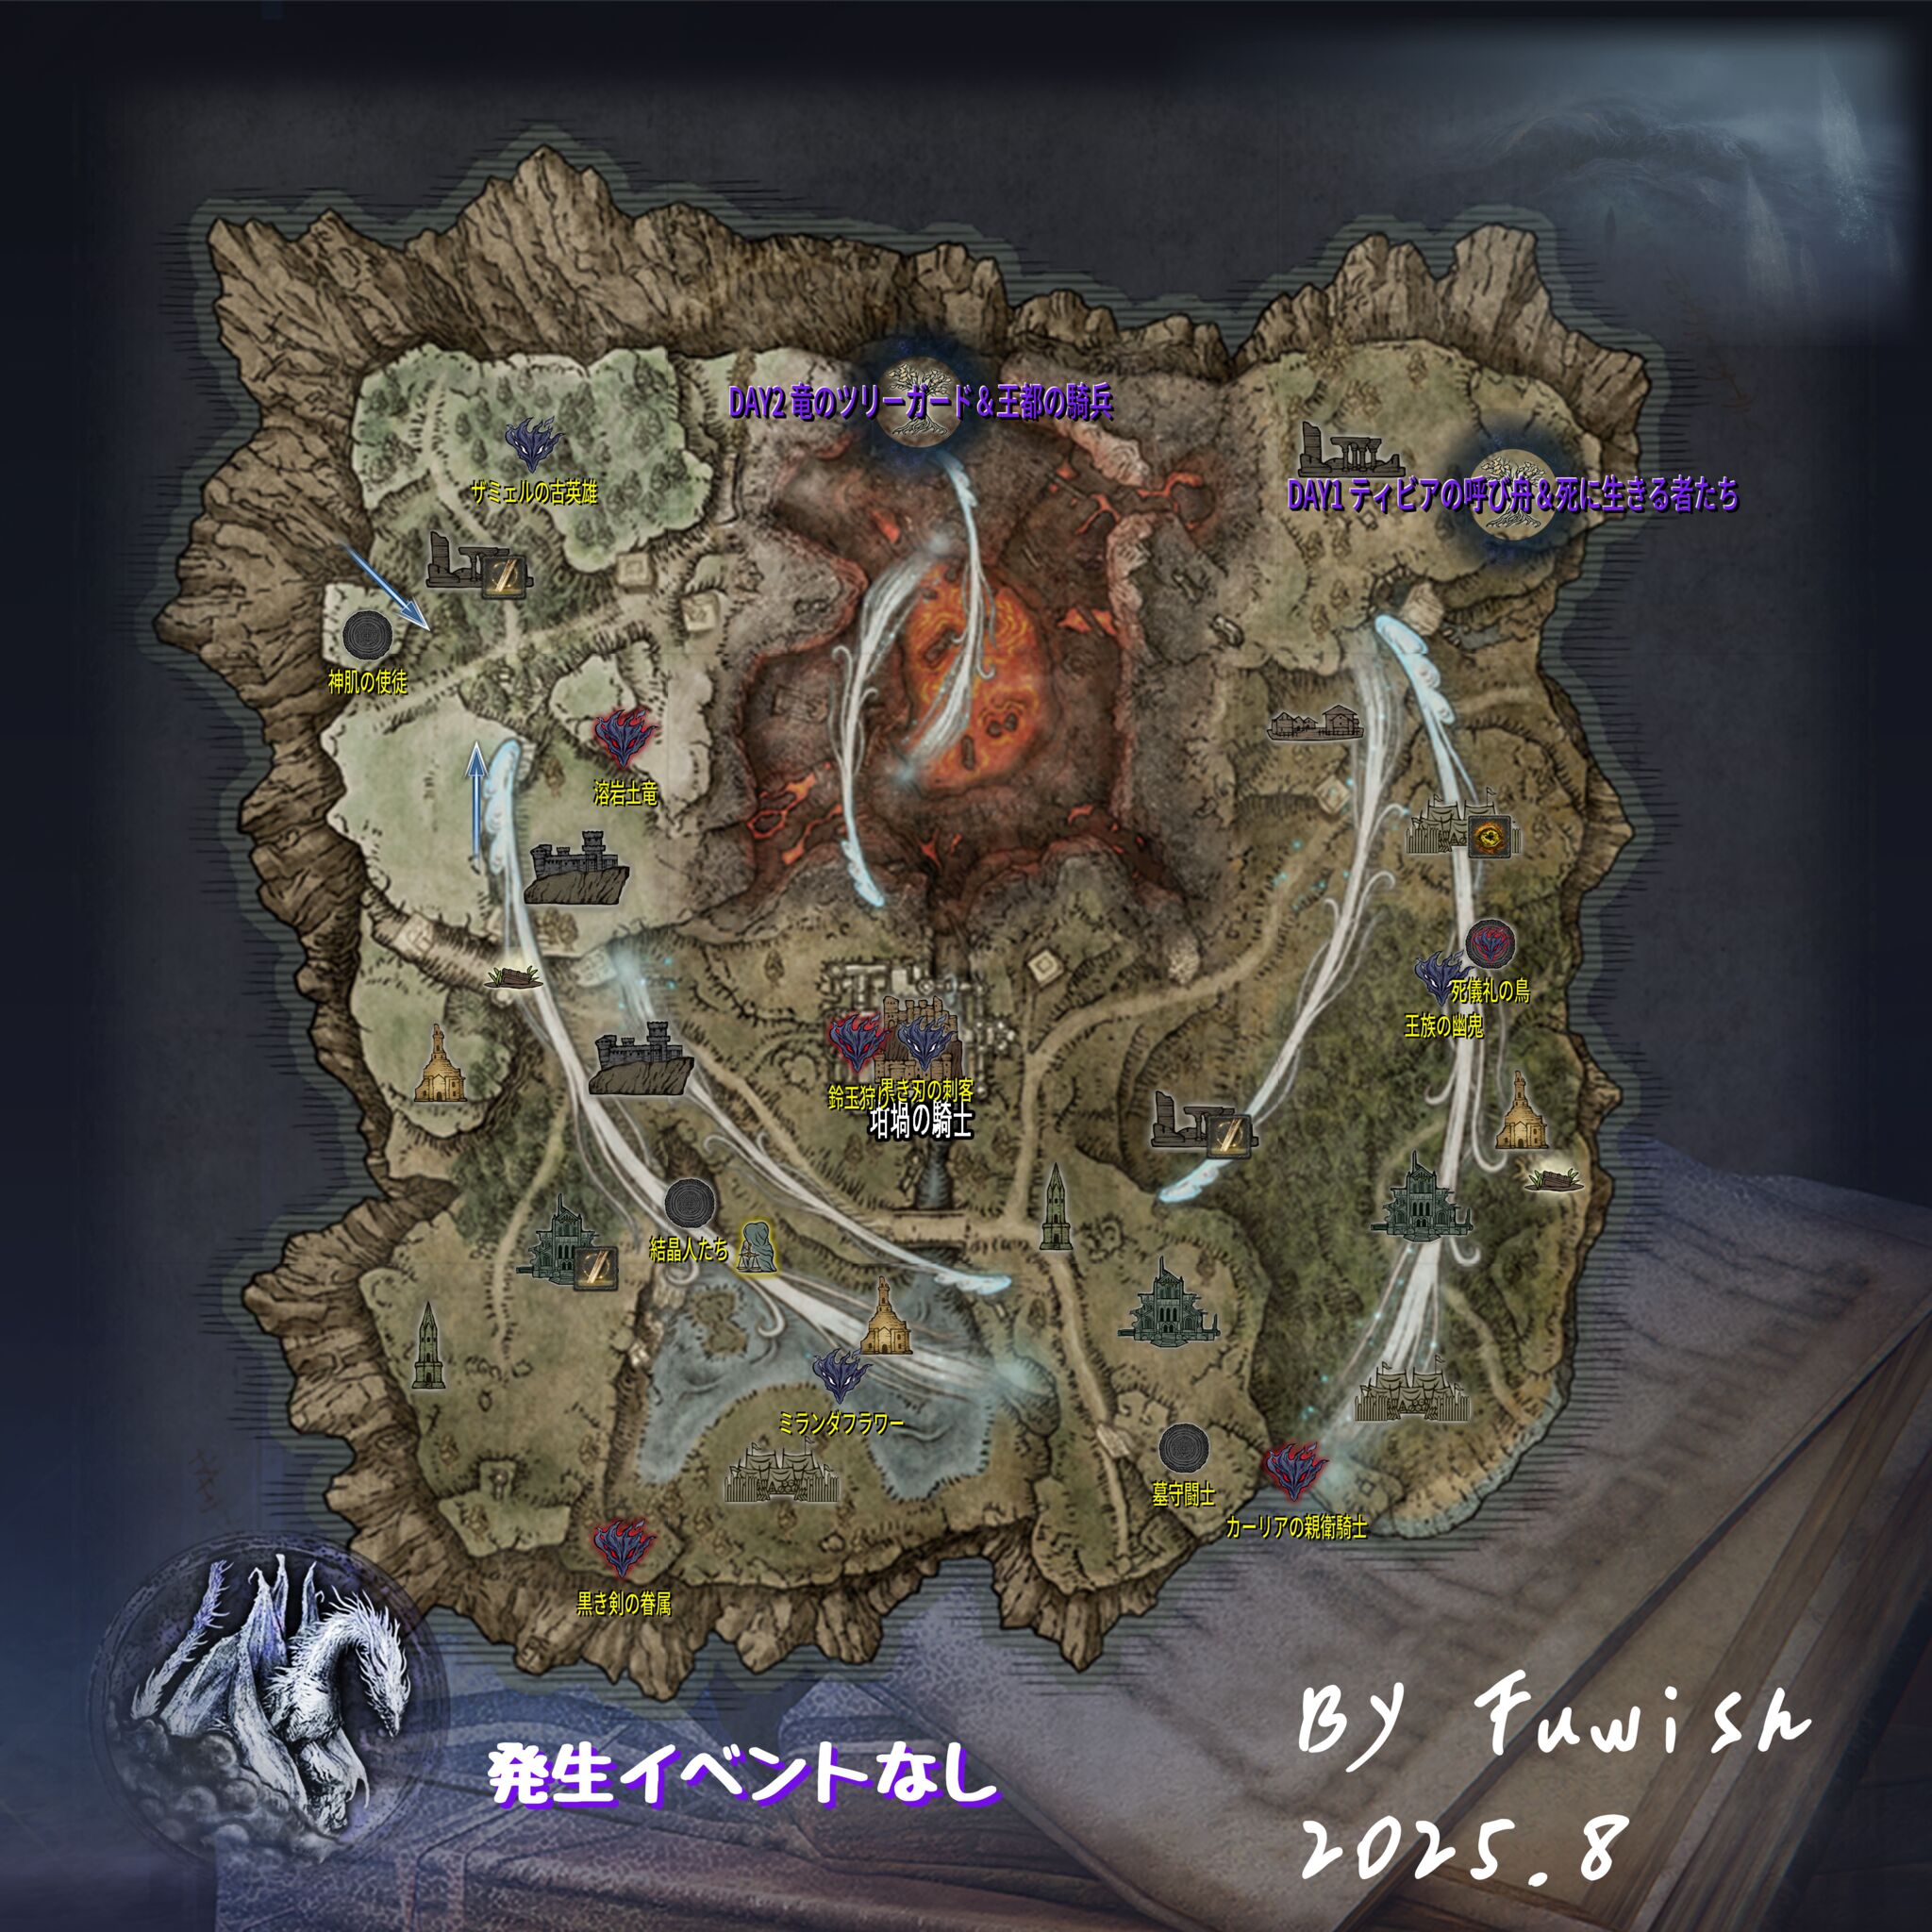 DAY2 竜のツリーガード＆王都の騎兵
ザミェルの古英雄
DAY1 ティビアの呼び舟＆死に生きる者たち
神肌の使徒
溶岩土竜
死儀礼の鳥
王族の幽鬼
鈴玉狩り
黒き刃の刺客
坩堝の騎士
結晶人たち
ミランダフラワー
墓守闘士
カーリアの親衛騎士
黒き剣の眷属
発生イベントなし
BY Fuwish
2025.8